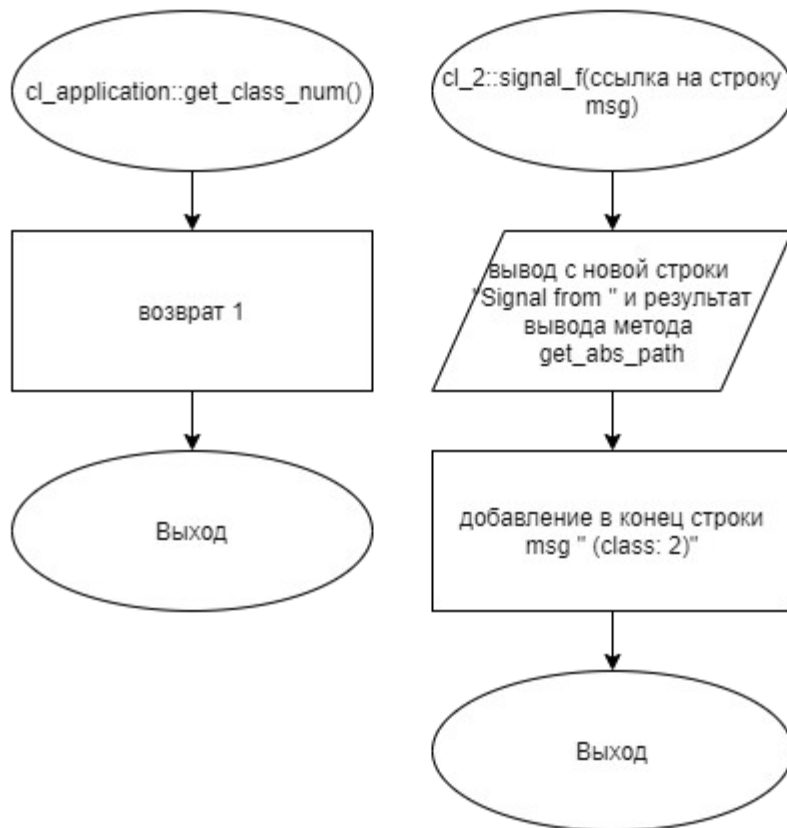 cl_application::get_class_num()
возврат 1
Выход
cl_2::signal_f(ссылка на строку
msg)
вывод с новой строки
"Signal from " и результат
вывода метода
get_abs_path
добавление в конец строки
msg " (class: 2)"
Выход